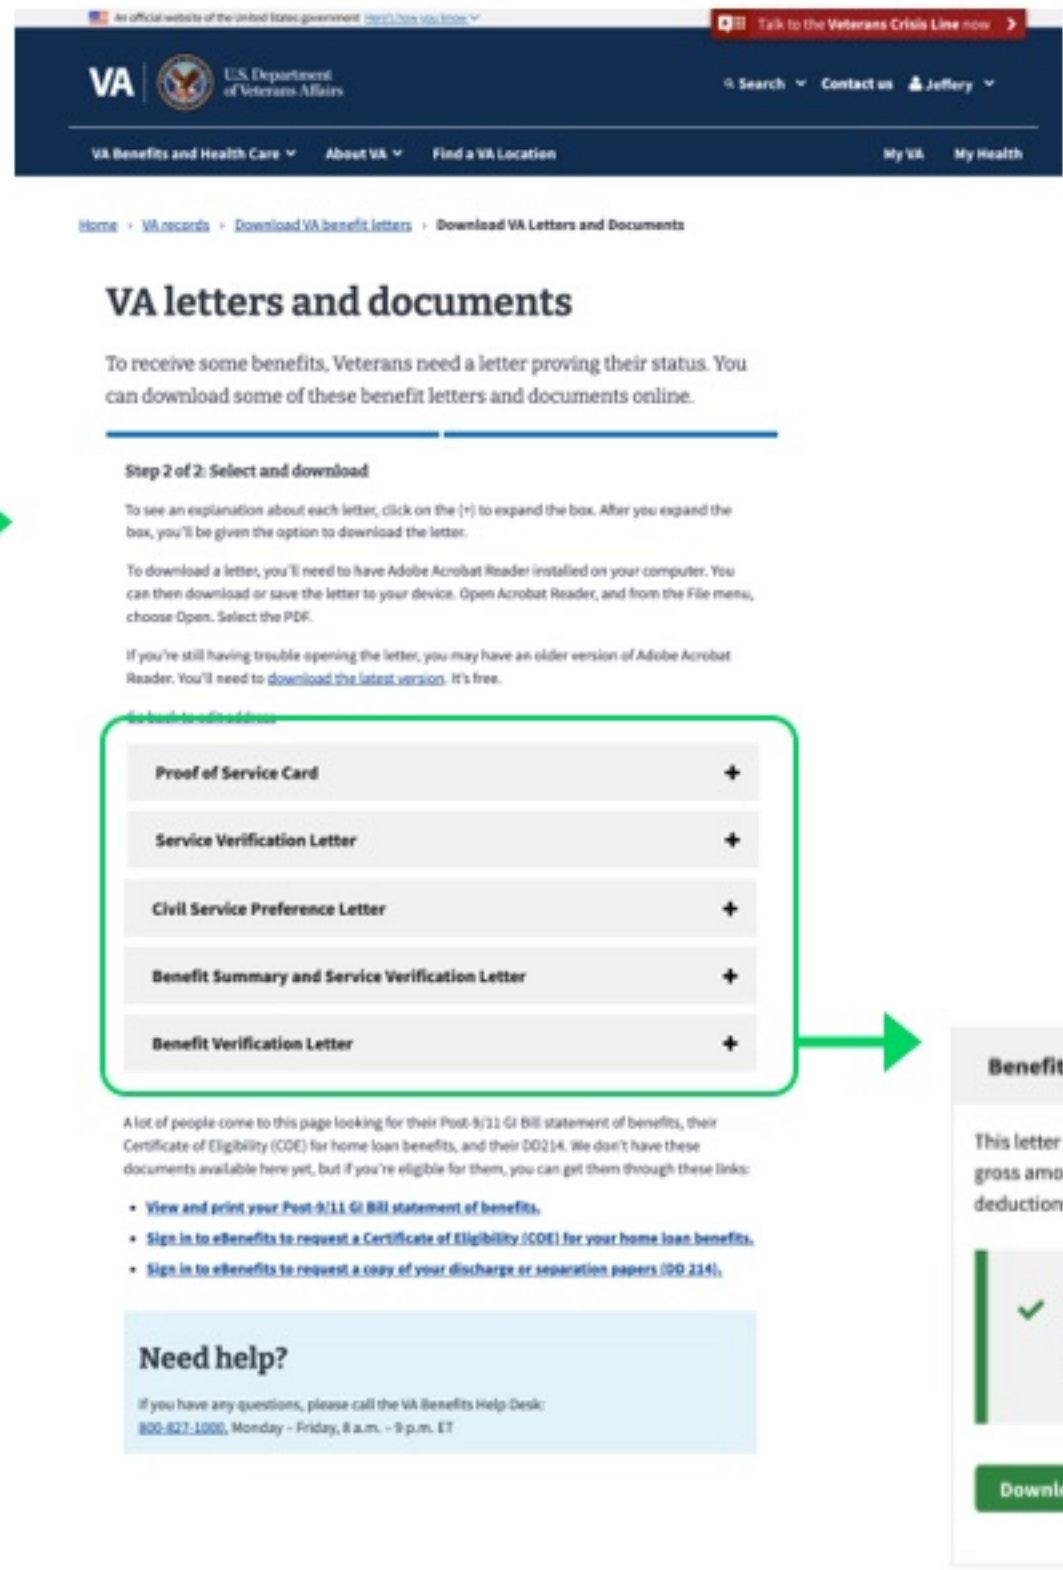 An official website of the United States government Here's how you know
Talk to the Veterans Crisis Line now
VA
U.S. Department
of Veterans Affairs
Search Contact us Jeffery
VA Benefits and Health Care About VA Find a VA Location My VA My Health
Home › VA records › Download VA benefit letters › Download VA Letters and Documents
VA letters and documents
To receive some benefits, Veterans need a letter proving their status. You
can download some of these benefit letters and documents online.
Step 2 of 2: Select and download
To see an explanation about each letter, click on the (+) to expand the box. After you expand the
box, you'll be given the option to download the letter.
To download a letter, you'll need to have Adobe Acrobat Reader installed on your computer. You
can then download or save the letter to your device. Open Acrobat Reader, and from the File menu,
choose Open. Select the PDF.
If you're still having trouble opening the letter, you may have an older version of Adobe Acrobat
Reader. You'll need to download the latest version. It's free.
Go back to edit address
Proof of Service Card +
Service Verification Letter +
Civil Service Preference Letter +
Benefit Summary and Service Verification Letter +
Benefit Verification Letter +
A lot of people come to this page looking for their Post-9/11 GI Bill statement of benefits, their
Certificate of Eligibility (COE) for home loan benefits, and their DD214. We don't have these
documents available here yet, but if you're eligible for them, you can get them through these links:
• View and print your Post-9/11 GI Bill statement of benefits.
• Sign in to eBenefits to request a Certificate of Eligibility (COE) for your home loan benefits.
• Sign in to eBenefits to request a copy of your discharge or separation papers (DD 214).
Need help?
If you have any questions, please call the VA Benefits Help Desk:
800-827-1000, Monday – Friday, 8 a.m. – 9 p.m. ET
Benefit
This letter
gross amo
deduction
Downlo